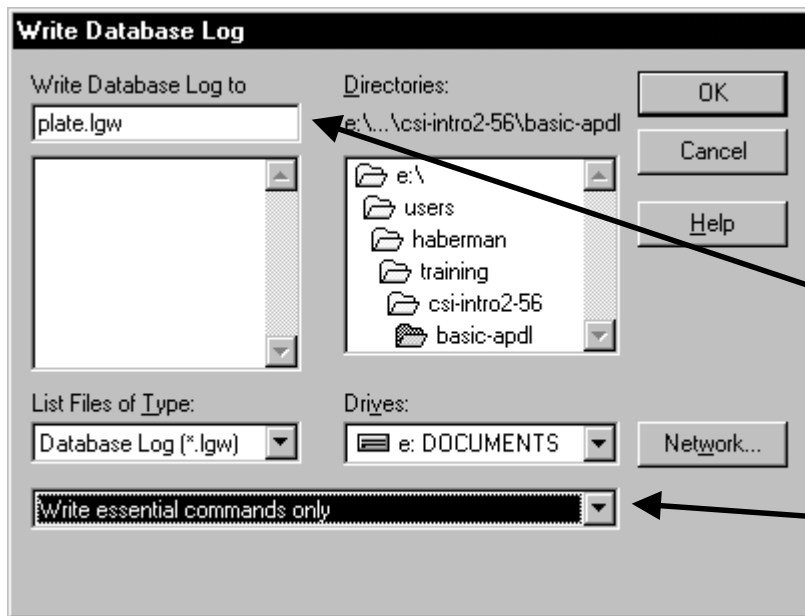 Write Database Log
Write Database Log to
plate.lgw
Directories:
e:\...\csi-intro2-56\basic-apdl
e:\
users
haberman
training
csi-intro2-56
basic-apdl
OK
Cancel
Help
List Files of Type:
Database Log (*.lgw)
Drives:
e: DOCUMENTS
Network...
Write essential commands only